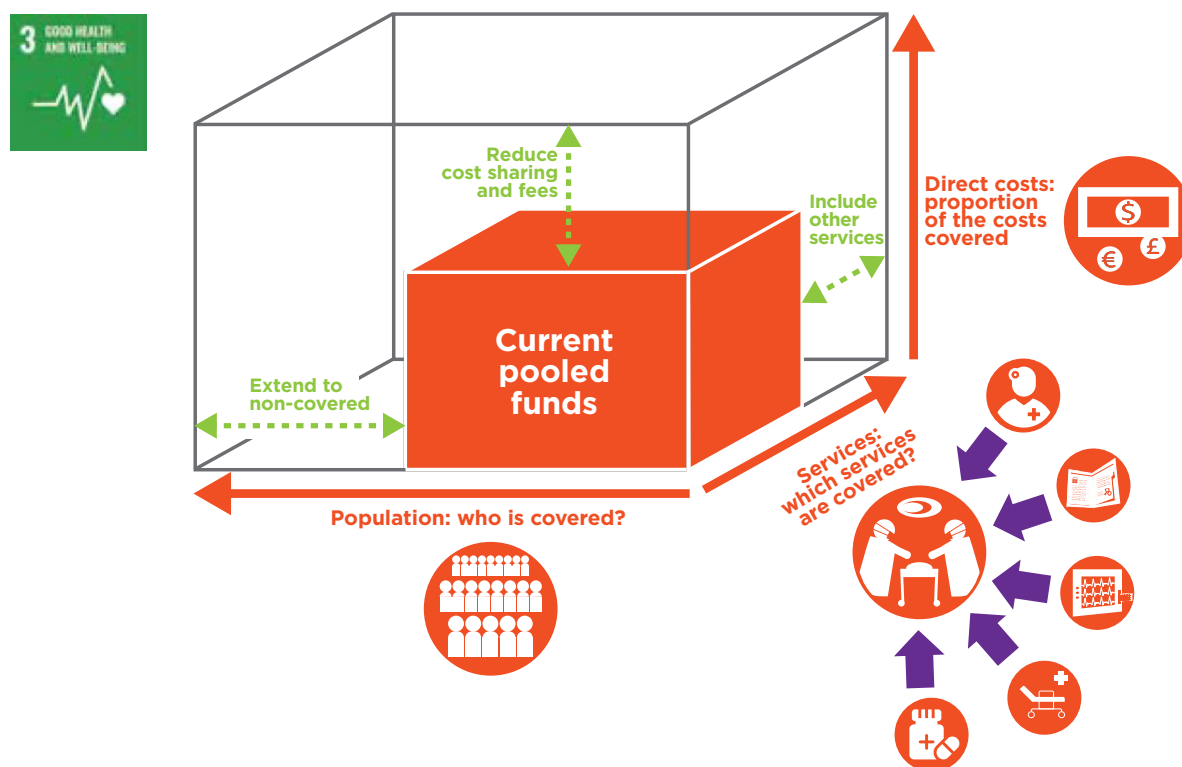 3 GOOD HEALTH
AND WELL-BEING
Reduce
cost sharing
and fees
Include
other
services
Direct costs:
proportion
of the costs
covered
$
€ £
Current
pooled
funds
Extend to
non-covered
Services:
which services
are covered?
Population: who is covered?